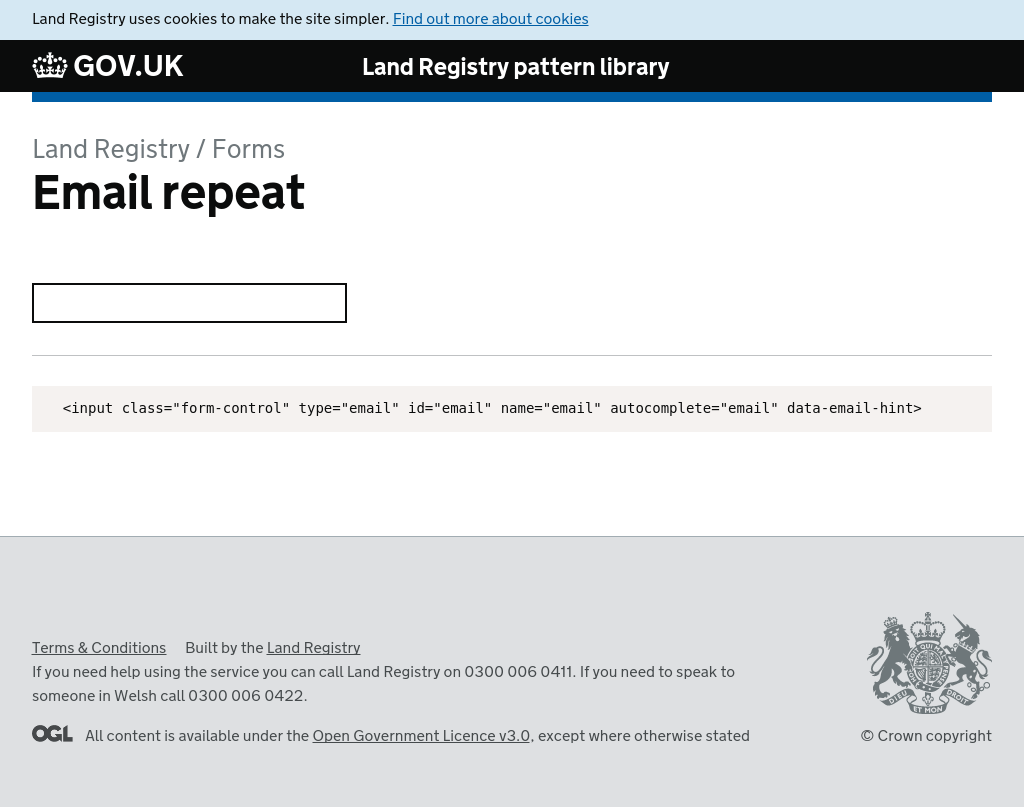 Land Registry uses cookies to make the site simpler. Find out more about cookies
GOV.UK
Land Registry pattern library
Land Registry / Forms
Email repeat
<input class="form-control" type="email" id="email" name="email" autocomplete="email" data-email-hint>
Terms & Conditions Built by the Land Registry
If you need help using the service you can call Land Registry on 0300 006 0411. If you need to speak to
someone in Welsh call 0300 006 0422.
OGL All content is available under the Open Government Licence v3.0, except where otherwise stated
© Crown copyright